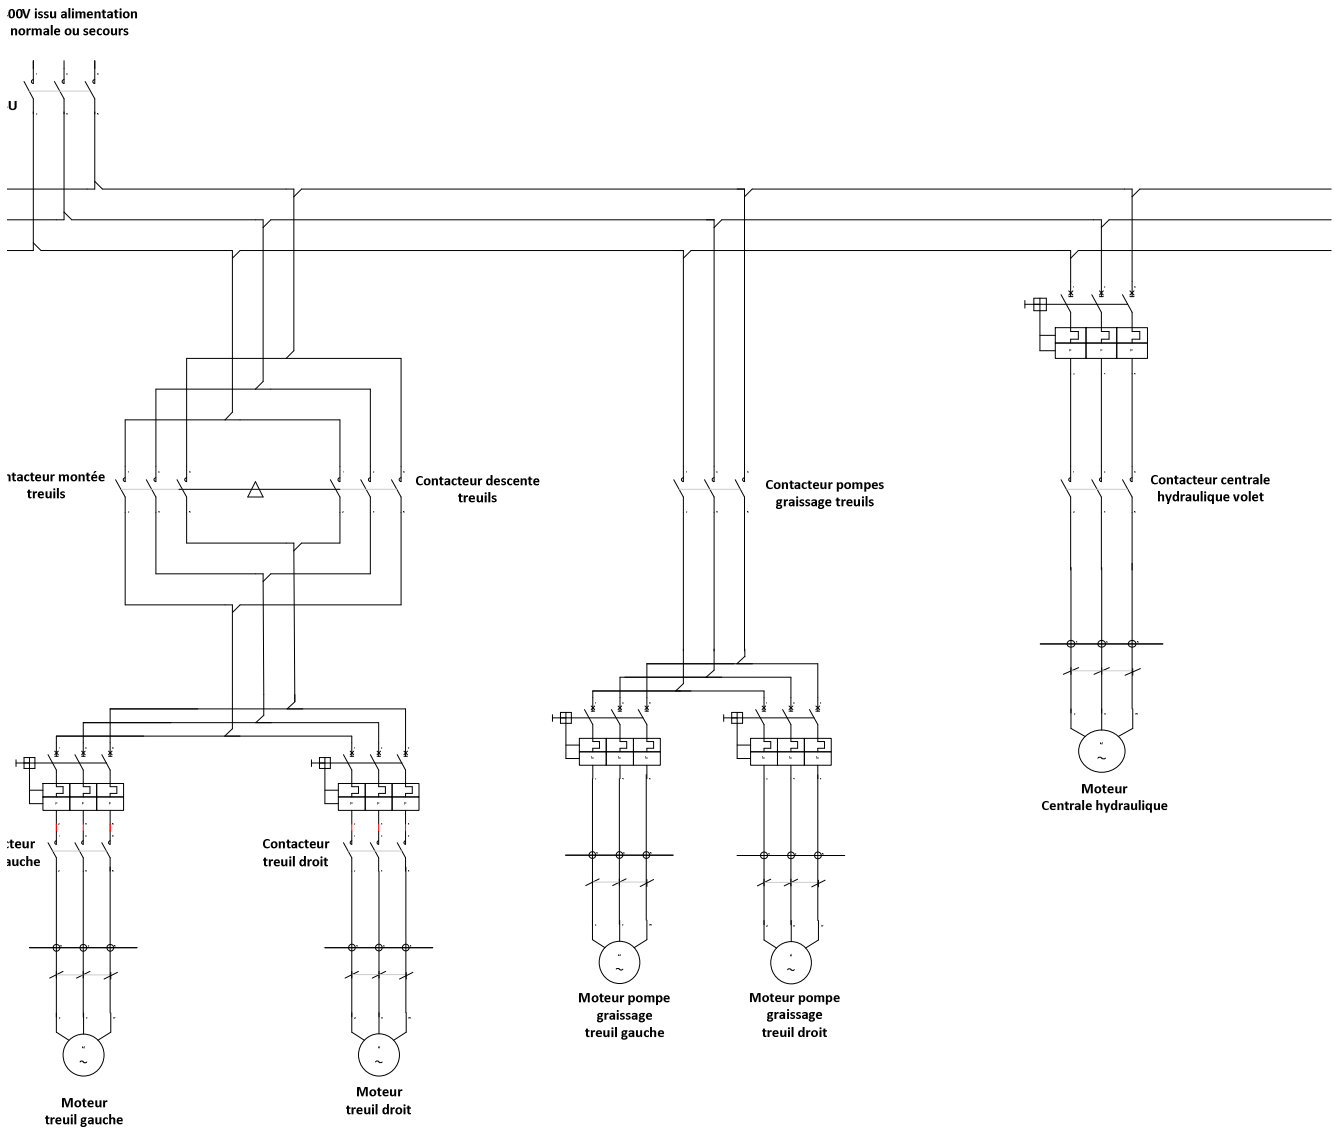 00V issu alimentation
normale ou secours
U
ntacteur montée
treuils
Contacteur descente
treuils
Contacteur pompes
graissage treuils
Contacteur centrale
hydraulique volet
Moteur
Centrale hydraulique
cteur
auche
Contacteur
treuil droit
Moteur pompe
graissage
treuil gauche
Moteur pompe
graissage
treuil droit
Moteur
treuil gauche
Moteur
treuil droit